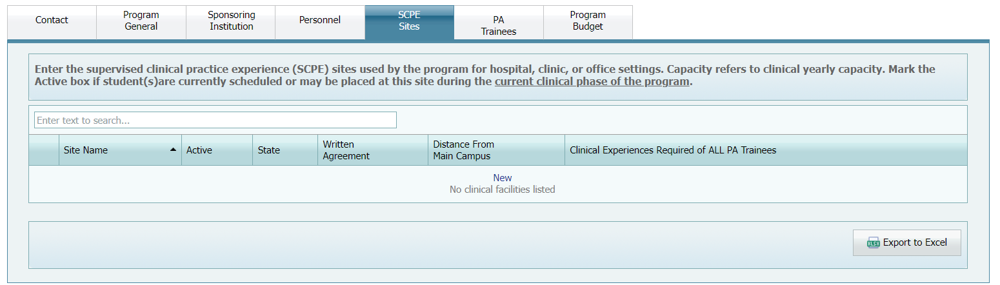 Contact
Program
General
Sponsoring
Institution
Personnel
SCPE
Sites
PA
Trainees
Program
Budget
Enter the supervised clinical practice experience (SCPE) sites used by the program for hospital, clinic, or office settings. Capacity refers to clinical yearly capacity. Mark the
Active box if student(s)are currently scheduled or may be placed at this site during the current clinical phase of the program.
Enter text to search...
Site Name
Active
State
Written
Agreement
Distance From
Main Campus
Clinical Experiences Required of ALL PA Trainees
New
No clinical facilities listed
Export to Excel